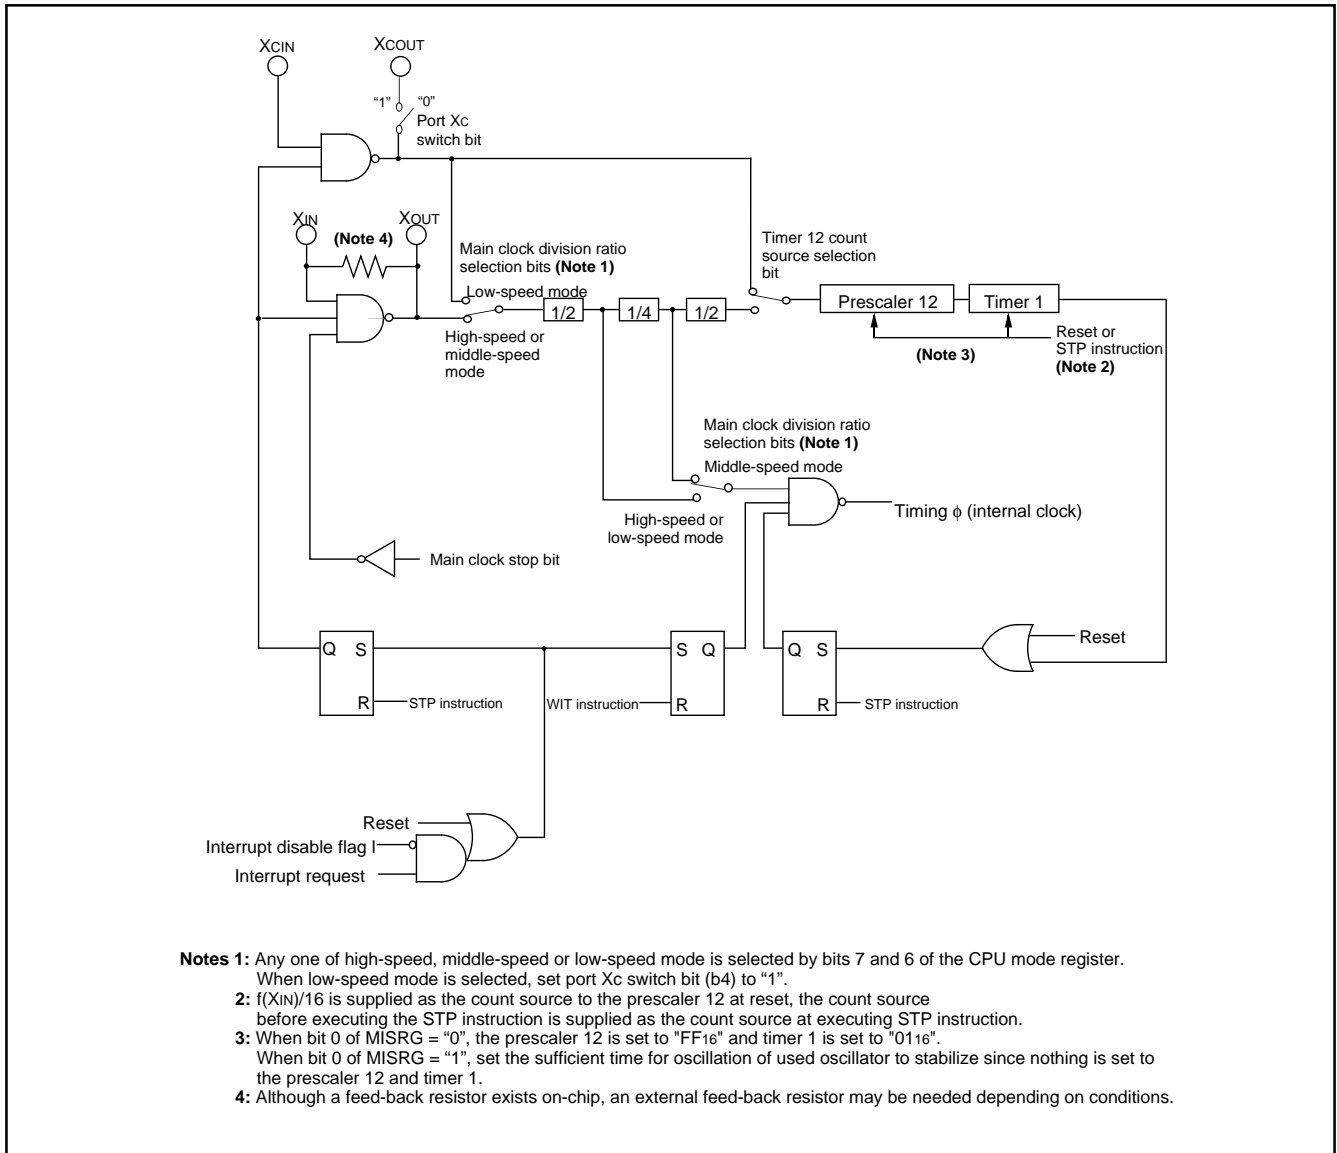 XCIN
XCOUT
“1”
“0”
Port XC
switch bit
XIN
(Note 4)
XOUT
Main clock division ratio
selection bits (Note 1)
Low-speed mode
High-speed or
middle-speed
mode
1/2
1/4
1/2
Timer 12 count
source selection
bit
Prescaler 12
Timer 1
(Note 3)
Reset or
STP instruction
(Note 2)
Main clock division ratio
selection bits (Note 1)
Middle-speed mode
High-speed or
low-speed mode
Timing ϕ (internal clock)
Main clock stop bit
Q S
R
STP instruction
WIT instruction
S Q
R
Q S
R
STP instruction
Reset
Reset
Interrupt disable flag I
Interrupt request
Notes 1: Any one of high-speed, middle-speed or low-speed mode is selected by bits 7 and 6 of the CPU mode register.
When low-speed mode is selected, set port Xc switch bit (b4) to “1”.
2: f(XIN)/16 is supplied as the count source to the prescaler 12 at reset, the count source
before executing the STP instruction is supplied as the count source at executing STP instruction.
3: When bit 0 of MISRG = “0”, the prescaler 12 is set to "FF16" and timer 1 is set to "0116".
When bit 0 of MISRG = “1”, set the sufficient time for oscillation of used oscillator to stabilize since nothing is set to
the prescaler 12 and timer 1.
4: Although a feed-back resistor exists on-chip, an external feed-back resistor may be needed depending on conditions.